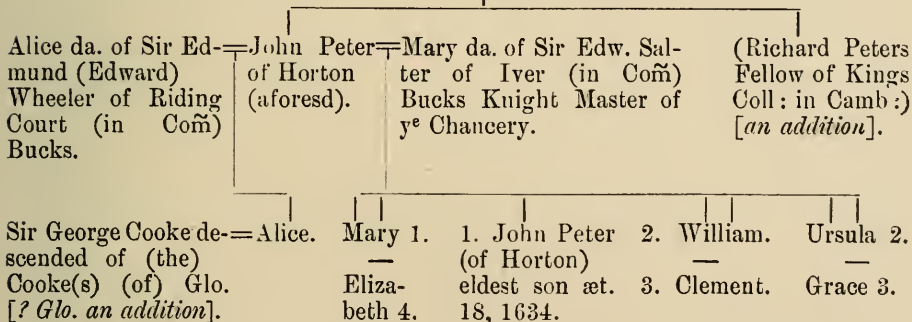 Alice da. of Sir Ed-
mund (Edward)
Wheeler of Riding
Court (in Com̃)
Bucks.
=John Peter=
of Horton
(aforesd).
Mary da. of Sir Edw. Sal-
ter of Iver (in Com̃)
Bucks Knight Master of
yᵉ Chancery.
(Richard Peters
Fellow of Kings
Coll: in Camb:)
[an addition].
Sir George Cooke de-
scended of (the)
Cooke(s) (of) Glo.
[? Glo. an addition].
=Alice.
Mary 1.
—
Eliza-
beth 4.
1. John Peter
(of Horton)
eldest son æt.
18, 1634.
2. William.
—
3. Clement.
Ursula 2.
—
Grace 3.